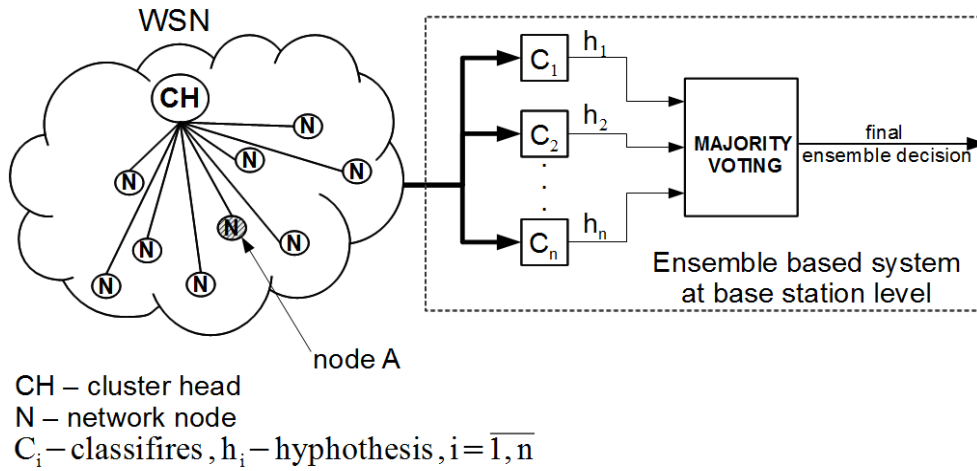 WSN
CH
N
N
N
N
N
N
N
N
N
node A
C1
h1
C2
h2
.
.
.
Cn
hn
MAJORITY
VOTING
final
ensemble decision
Ensemble based system
at base station level
CH – cluster head
N – network node
Ci – classifires, hi – hyphothesis, i = 1, n